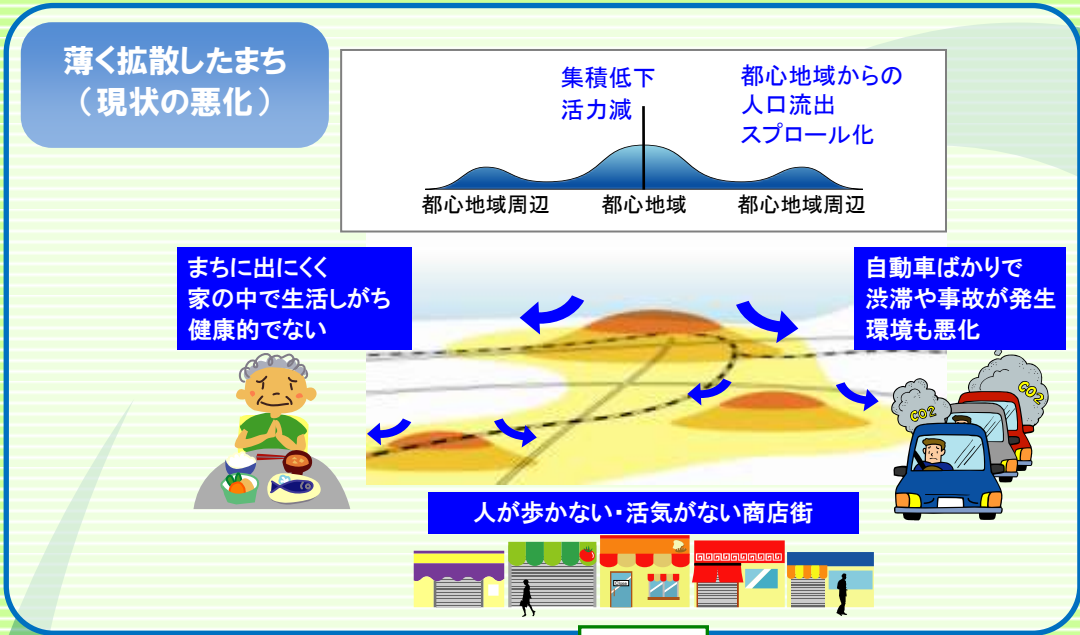 薄く拡散したまち
（現状の悪化）
集積低下
活力減
都心地域からの
人口流出
スプロール化
都心地域周辺
都心地域
都心地域周辺
まちに出にくく
家の中で生活しがち
健康的でない
自動車ばかりで
渋滞や事故が発生
環境も悪化
CO2
CO2
人が歩かない・活気がない商店街